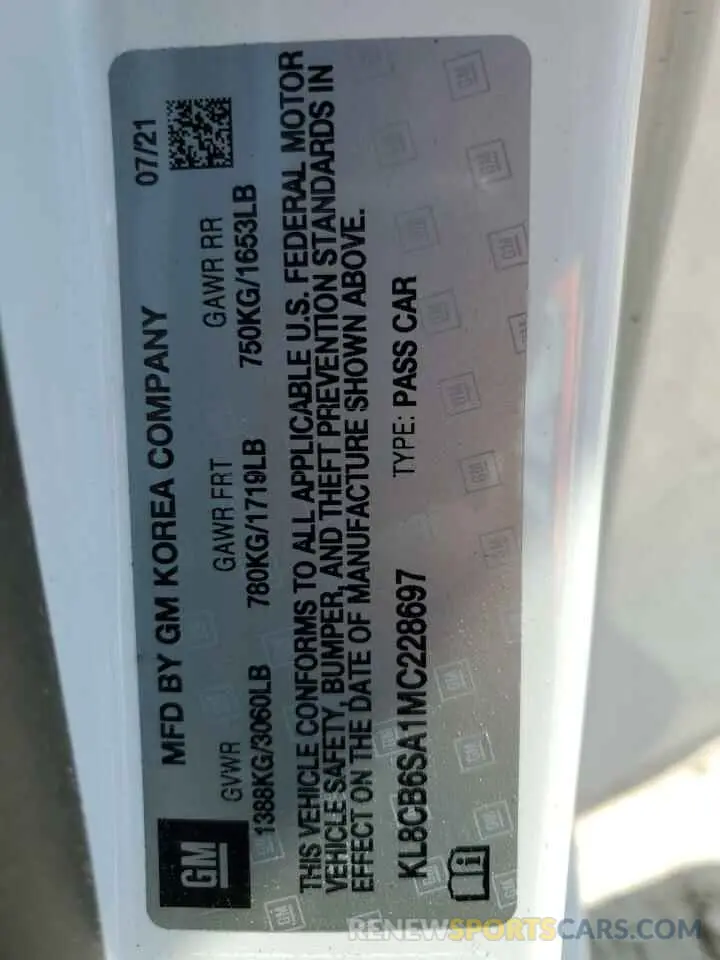 MFD BY GM KOREA COMPANY 07/21
GM
GVWR GAWR FRT GAWR RR
1388KG/3060LB 780KG/1719LB 750KG/1653LB
THIS VEHICLE CONFORMS TO ALL APPLICABLE U.S. FEDERAL MOTOR
VEHICLE SAFETY, BUMPER, AND THEFT PREVENTION STANDARDS IN
EFFECT ON THE DATE OF MANUFACTURE SHOWN ABOVE.
KL8CB6SA1MC228697 TYPE: PASS CAR
RENEWSPORTSCARS.COM